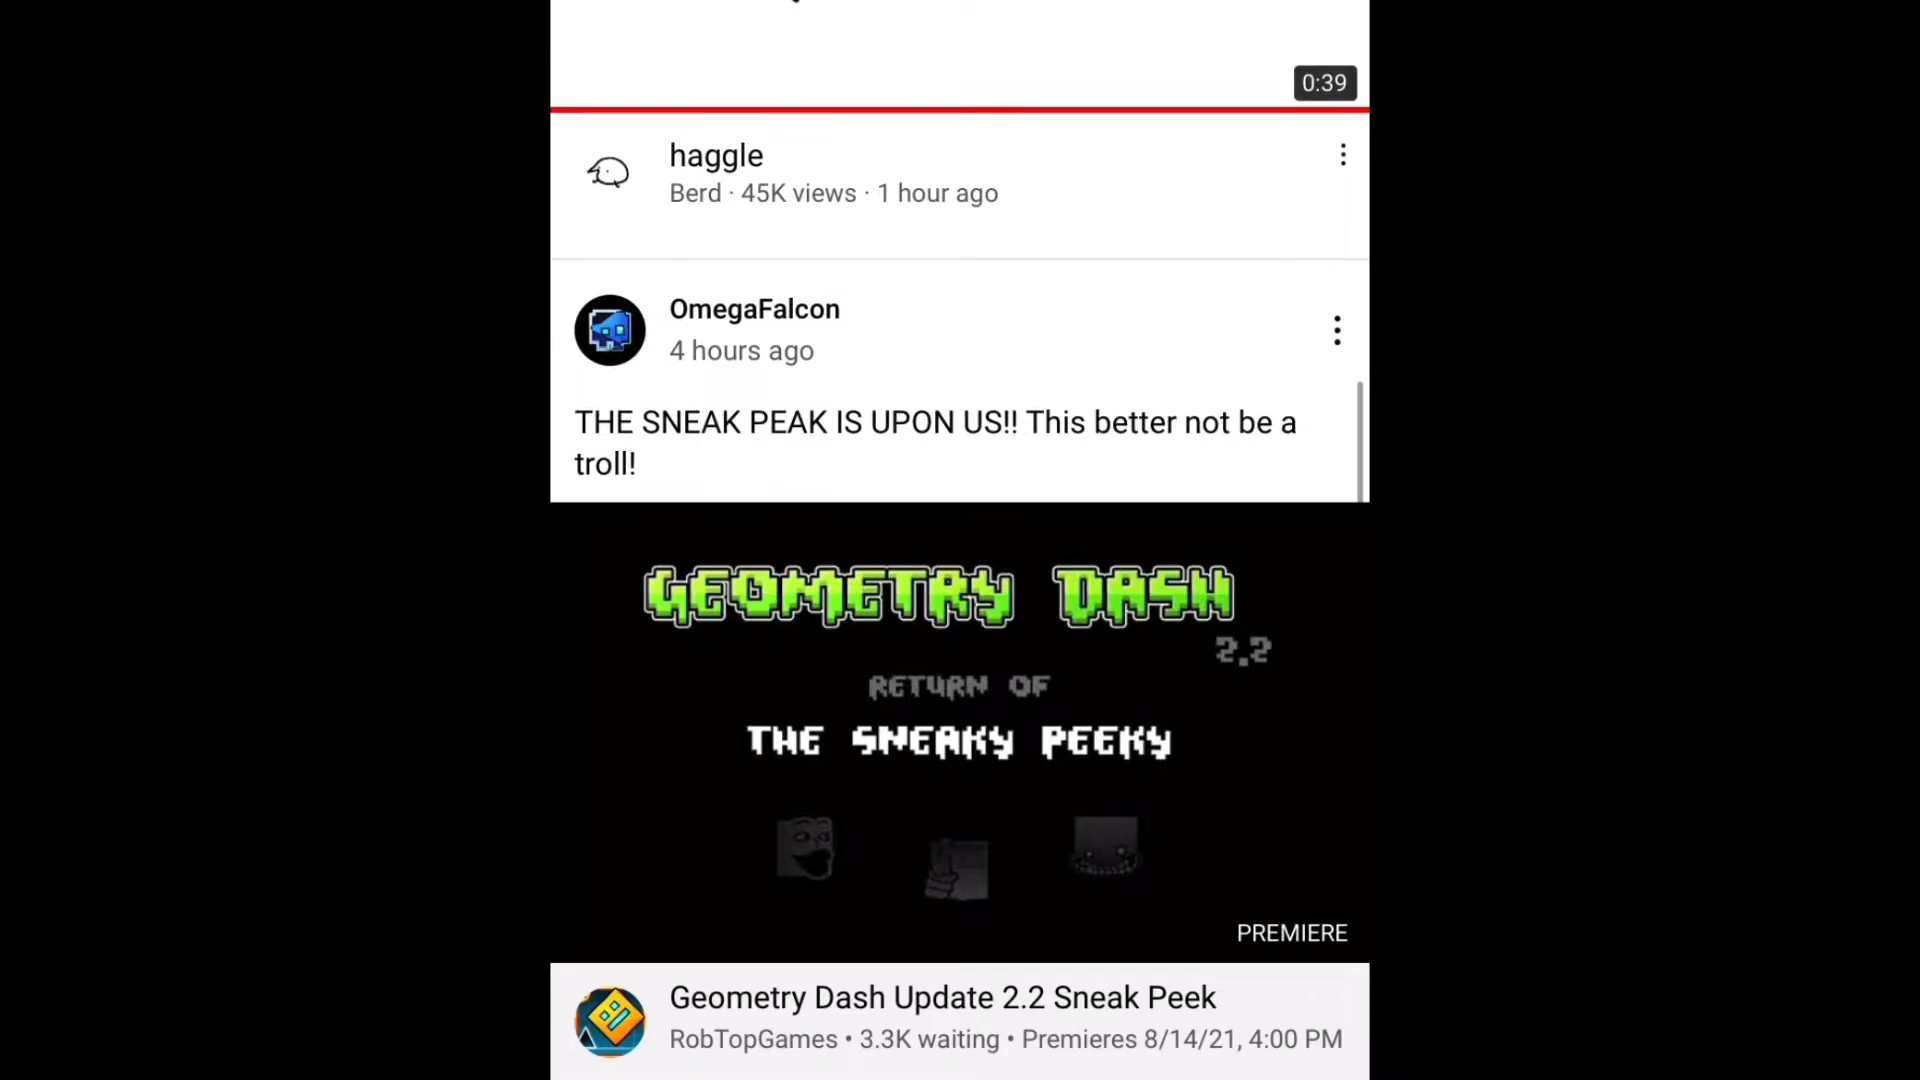 0:39
haggle
Berd · 45K views · 1 hour ago
OmegaFalcon
4 hours ago
THE SNEAK PEAK IS UPON US!! This better not be a
troll!
GEOMETRY DASH
2.2
RETURN OF
THE SNEAKY PEEKY
PREMIERE
Geometry Dash Update 2.2 Sneak Peek
RobTopGames • 3.3K waiting • Premieres 8/14/21, 4:00 PM